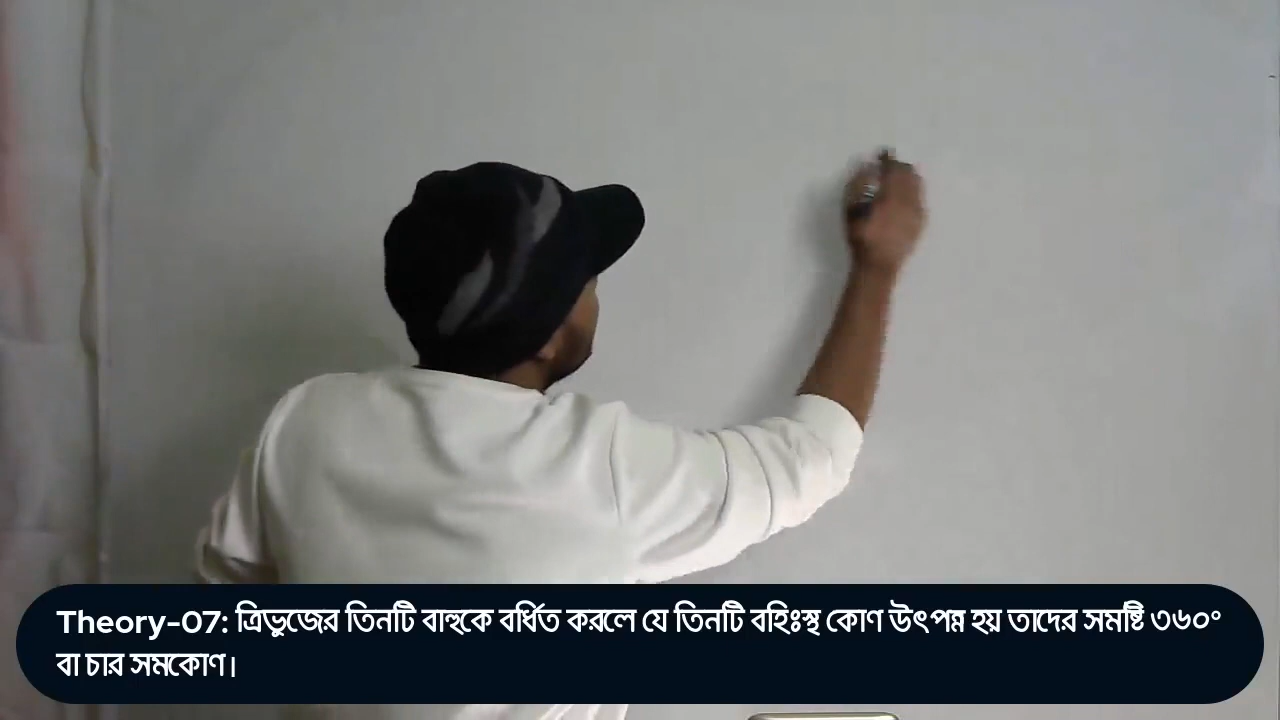 Theory-07: ত্রিভুজের তিনটি বাহুকে বর্ধিত করলে যে তিনটি বহিঃস্থ কোণ উৎপন্ন হয় তাদের সমষ্টি ৩৬০°
বা চার সমকোণ।